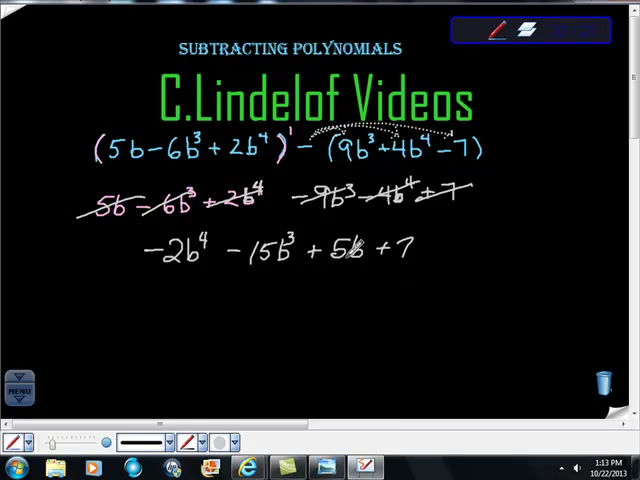 SUBTRACTING POLYNOMIALS
C.Lindelof Videos
(5b - 6b³ + 2b⁴)¹ - (9b³ + 4b⁴ - 7)
5b - 6b³ + 2b⁴ - 9b³ - 4b⁴ + 7
-2b⁴ - 15b³ + 5b + 7
MENU
1:13 PM
10/22/2013